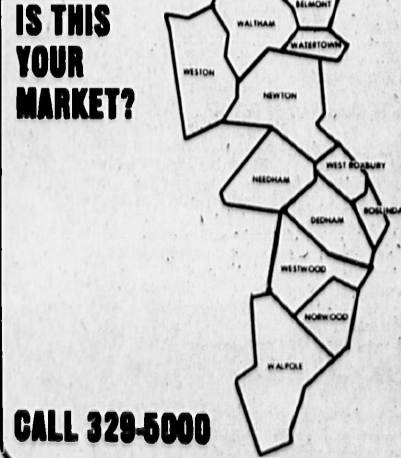 IS THIS
YOUR
MARKET?
BELMONT
WALTHAM
WATERTOWN
WESTON
NEWTON
WEST ROXBURY
NEEDHAM
ROSLINDA
DEDHAM
WESTWOOD
NORWOOD
WALPOLE
CALL 329-5000